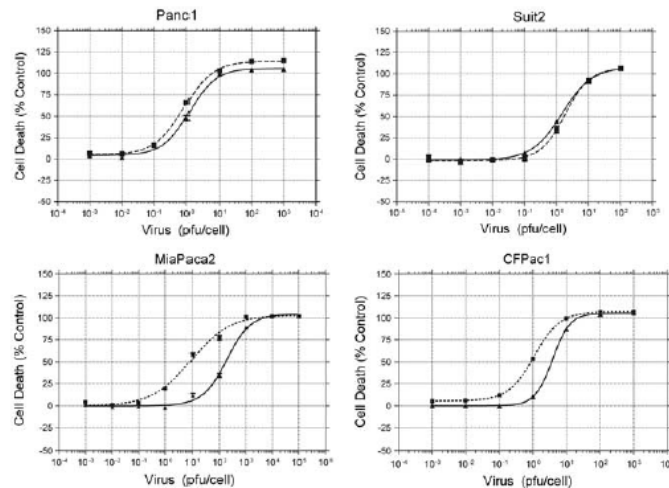 Panc1
Cell Death (% Control)
150
125
100
75
50
25
0
-25
-50
10⁻⁴ 10⁻³ 10⁻² 10⁻¹ 10⁰ 10¹ 10² 10³ 10⁴
Virus (pfu/cell)
Suit2
Cell Death (% Control)
150
125
100
75
50
25
0
-25
-50
10⁻⁵ 10⁻⁴ 10⁻³ 10⁻² 10⁻¹ 10⁰ 10¹ 10² 10³
Virus (pfu/cell)
MiaPaca2
Cell Death (% Control)
150
125
100
75
50
25
0
-25
-50
10⁻⁴ 10⁻³ 10⁻² 10⁻¹ 10⁰ 10¹ 10² 10³ 10⁴ 10⁵ 10⁶
Virus (pfu/cell)
CFPac1
Cell Death (% Control)
150
125
100
75
50
25
0
-25
-50
10⁻⁴ 10⁻³ 10⁻² 10⁻¹ 10⁰ 10¹ 10² 10³ 10⁴
Virus (pfu/cell)